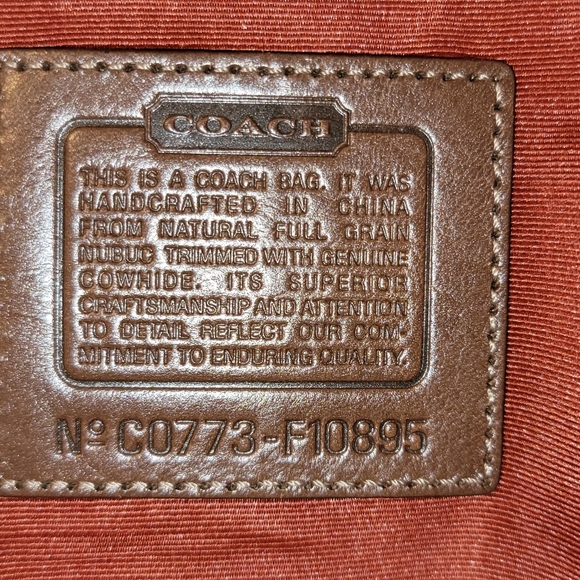 COACH
THIS IS A COACH BAG. IT WAS
HANDCRAFTED IN CHINA
FROM NATURAL FULL GRAIN
NUBUC TRIMMED WITH GENUINE
COWHIDE. ITS SUPERIOR
CRAFTSMANSHIP AND ATTENTION
TO DETAIL REFLECT OUR COM-
MITMENT TO ENDURING QUALITY.
Nº C0773-F10895